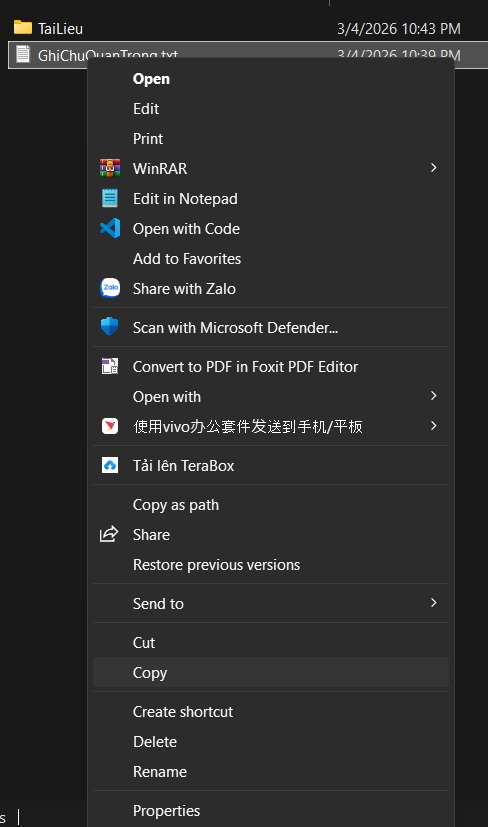 TaiLieu 3/4/2026 10:43 PM
GhiChuQuanTrong.txt 3/4/2026 10:39 PM
Open
Edit
Print
WinRAR
Edit in Notepad
Open with Code
Add to Favorites
Zalo Share with Zalo
Scan with Microsoft Defender...
Convert to PDF in Foxit PDF Editor
Open with
使用vivo办公套件发送到手机/平板
Tải lên TeraBox
Copy as path
Share
Restore previous versions
Send to
Cut
Copy
Create shortcut
Delete
Rename
Properties
s